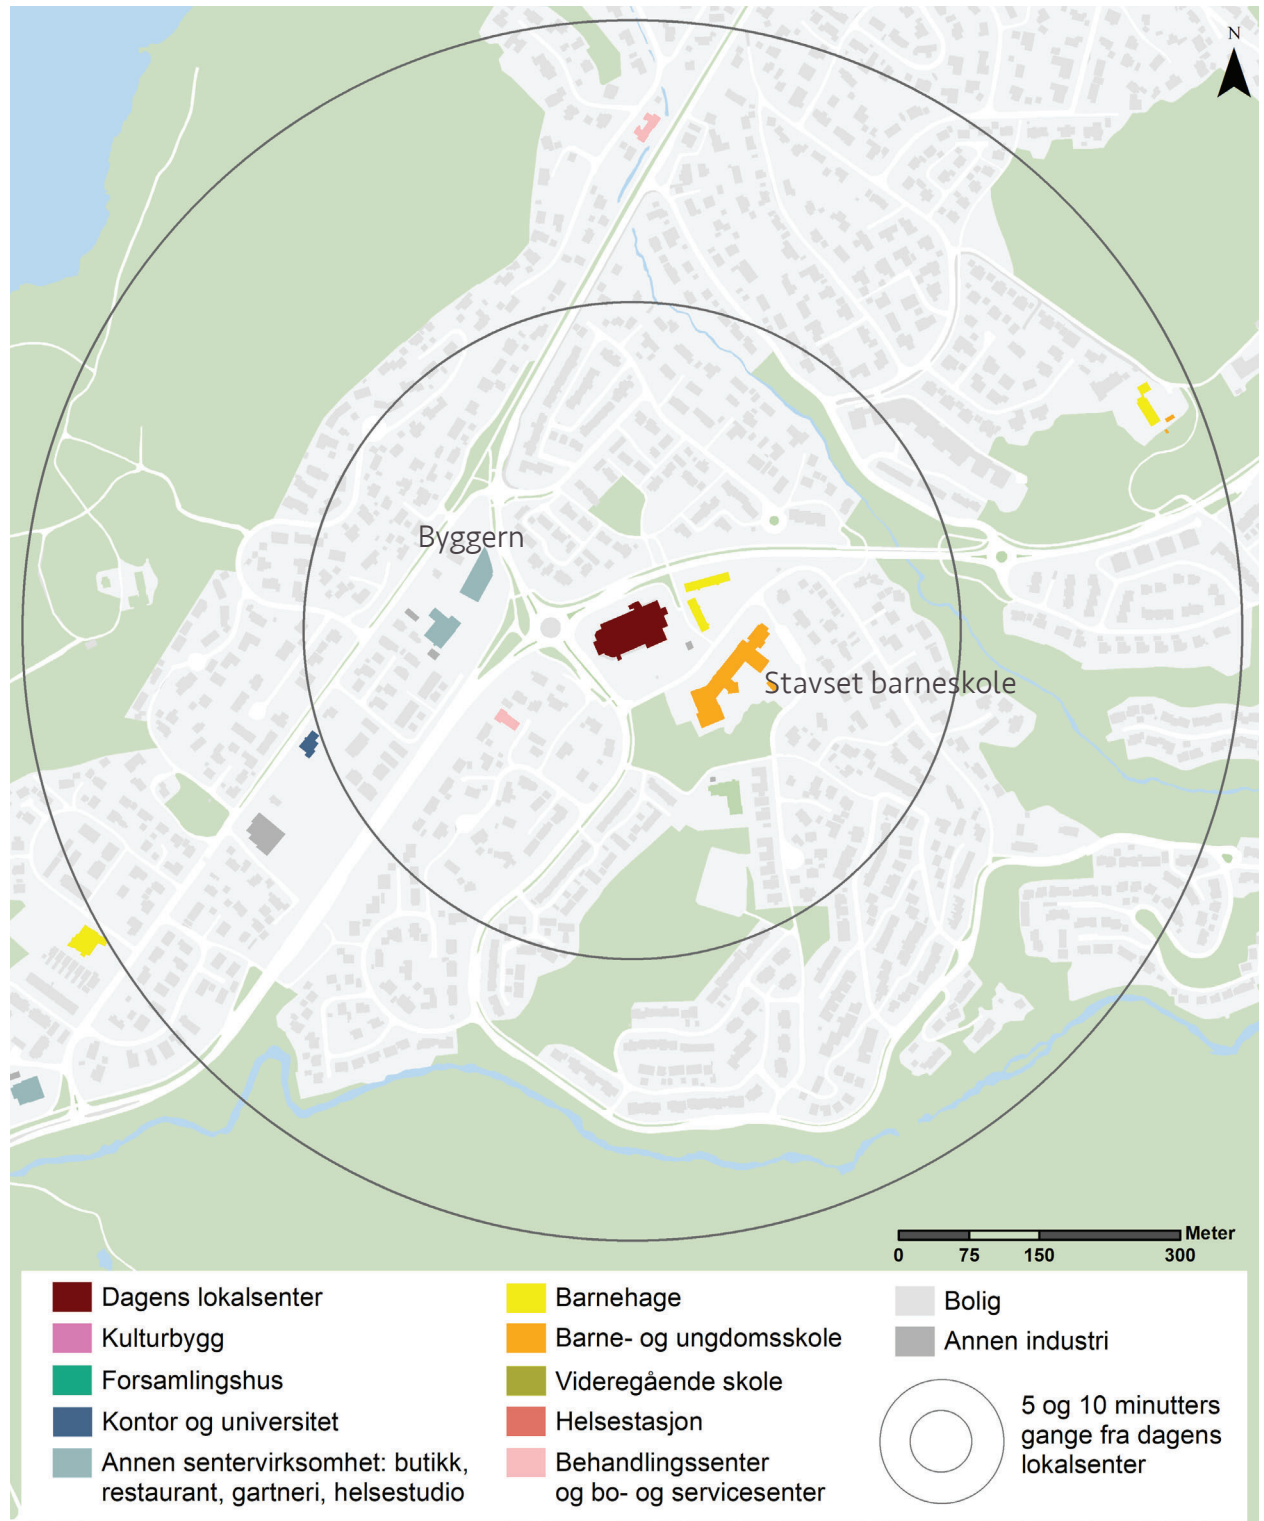 N
Byggern
Stavset barneskole
Meter
0 75 150 300
Dagens lokalsenter
Kulturbygg
Forsamlingshus
Kontor og universitet
Annen sentervirksomhet: butikk,
restaurant, gartneri, helsestudio
Barnehage
Barne- og ungdomsskole
Videregående skole
Helsestasjon
Behandlingssenter
og bo- og servicesenter
Bolig
Annen industri
5 og 10 minutters
gange fra dagens
lokalsenter